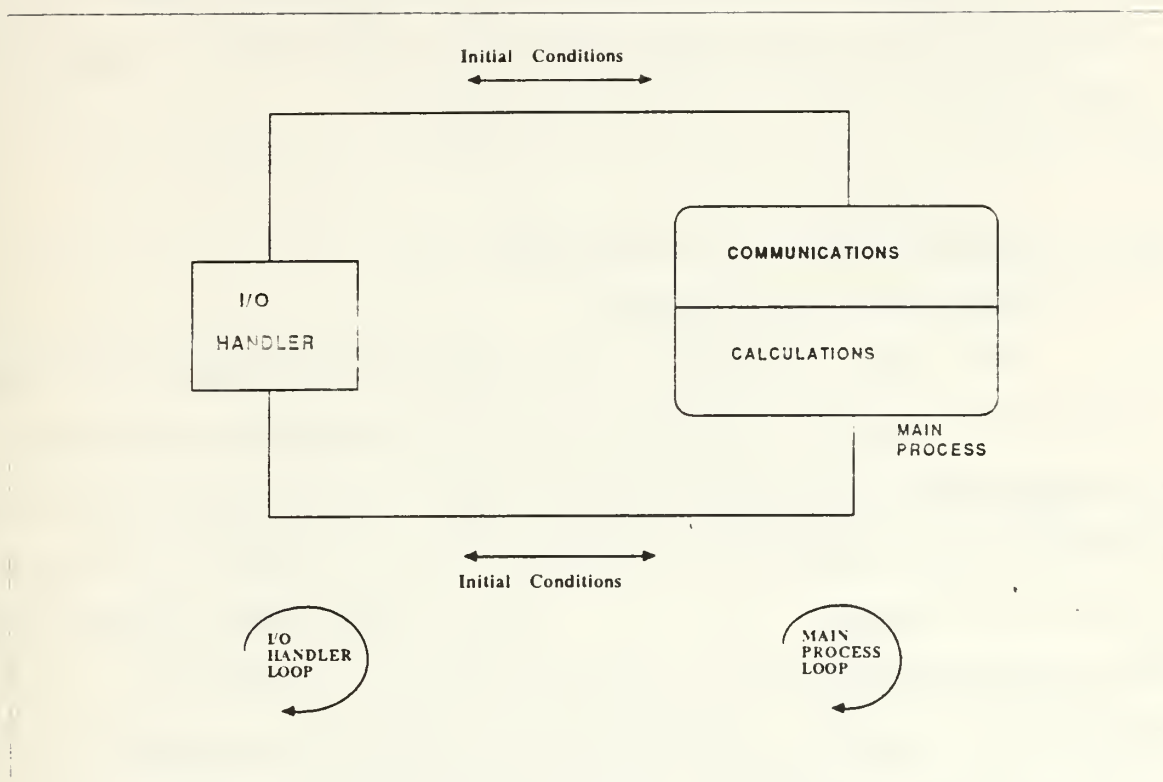 Initial Conditions
COMMUNICATIONS
I/O
HANDLER
CALCULATIONS
MAIN
PROCESS
Initial Conditions
I/O
HANDLER
LOOP
MAIN
PROCESS
LOOP